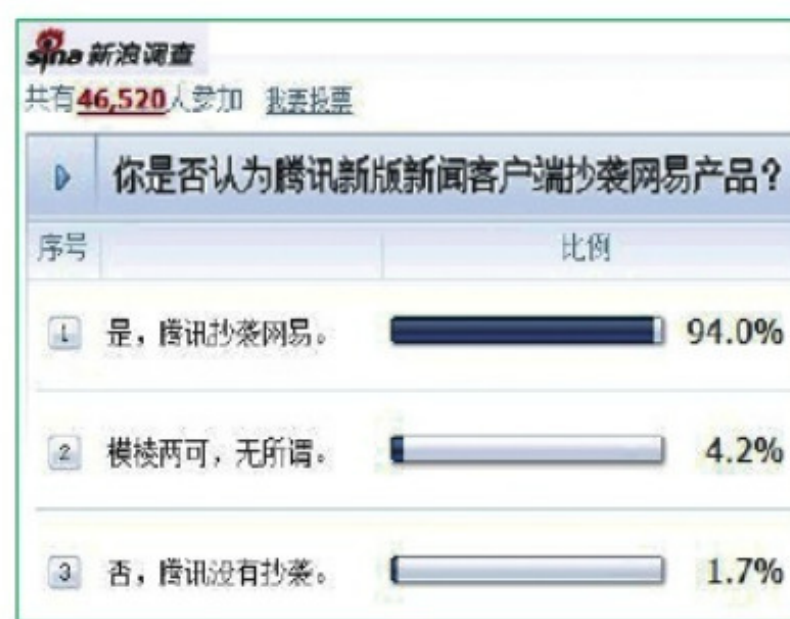 sina 新浪调查
共有46,520人参加 我要投票
你是否认为腾讯新版新闻客户端抄袭网易产品？
序号 比例
1 是，腾讯抄袭网易。 94.0%
2 模棱两可，无所谓。 4.2%
3 否，腾讯没有抄袭。 1.7%